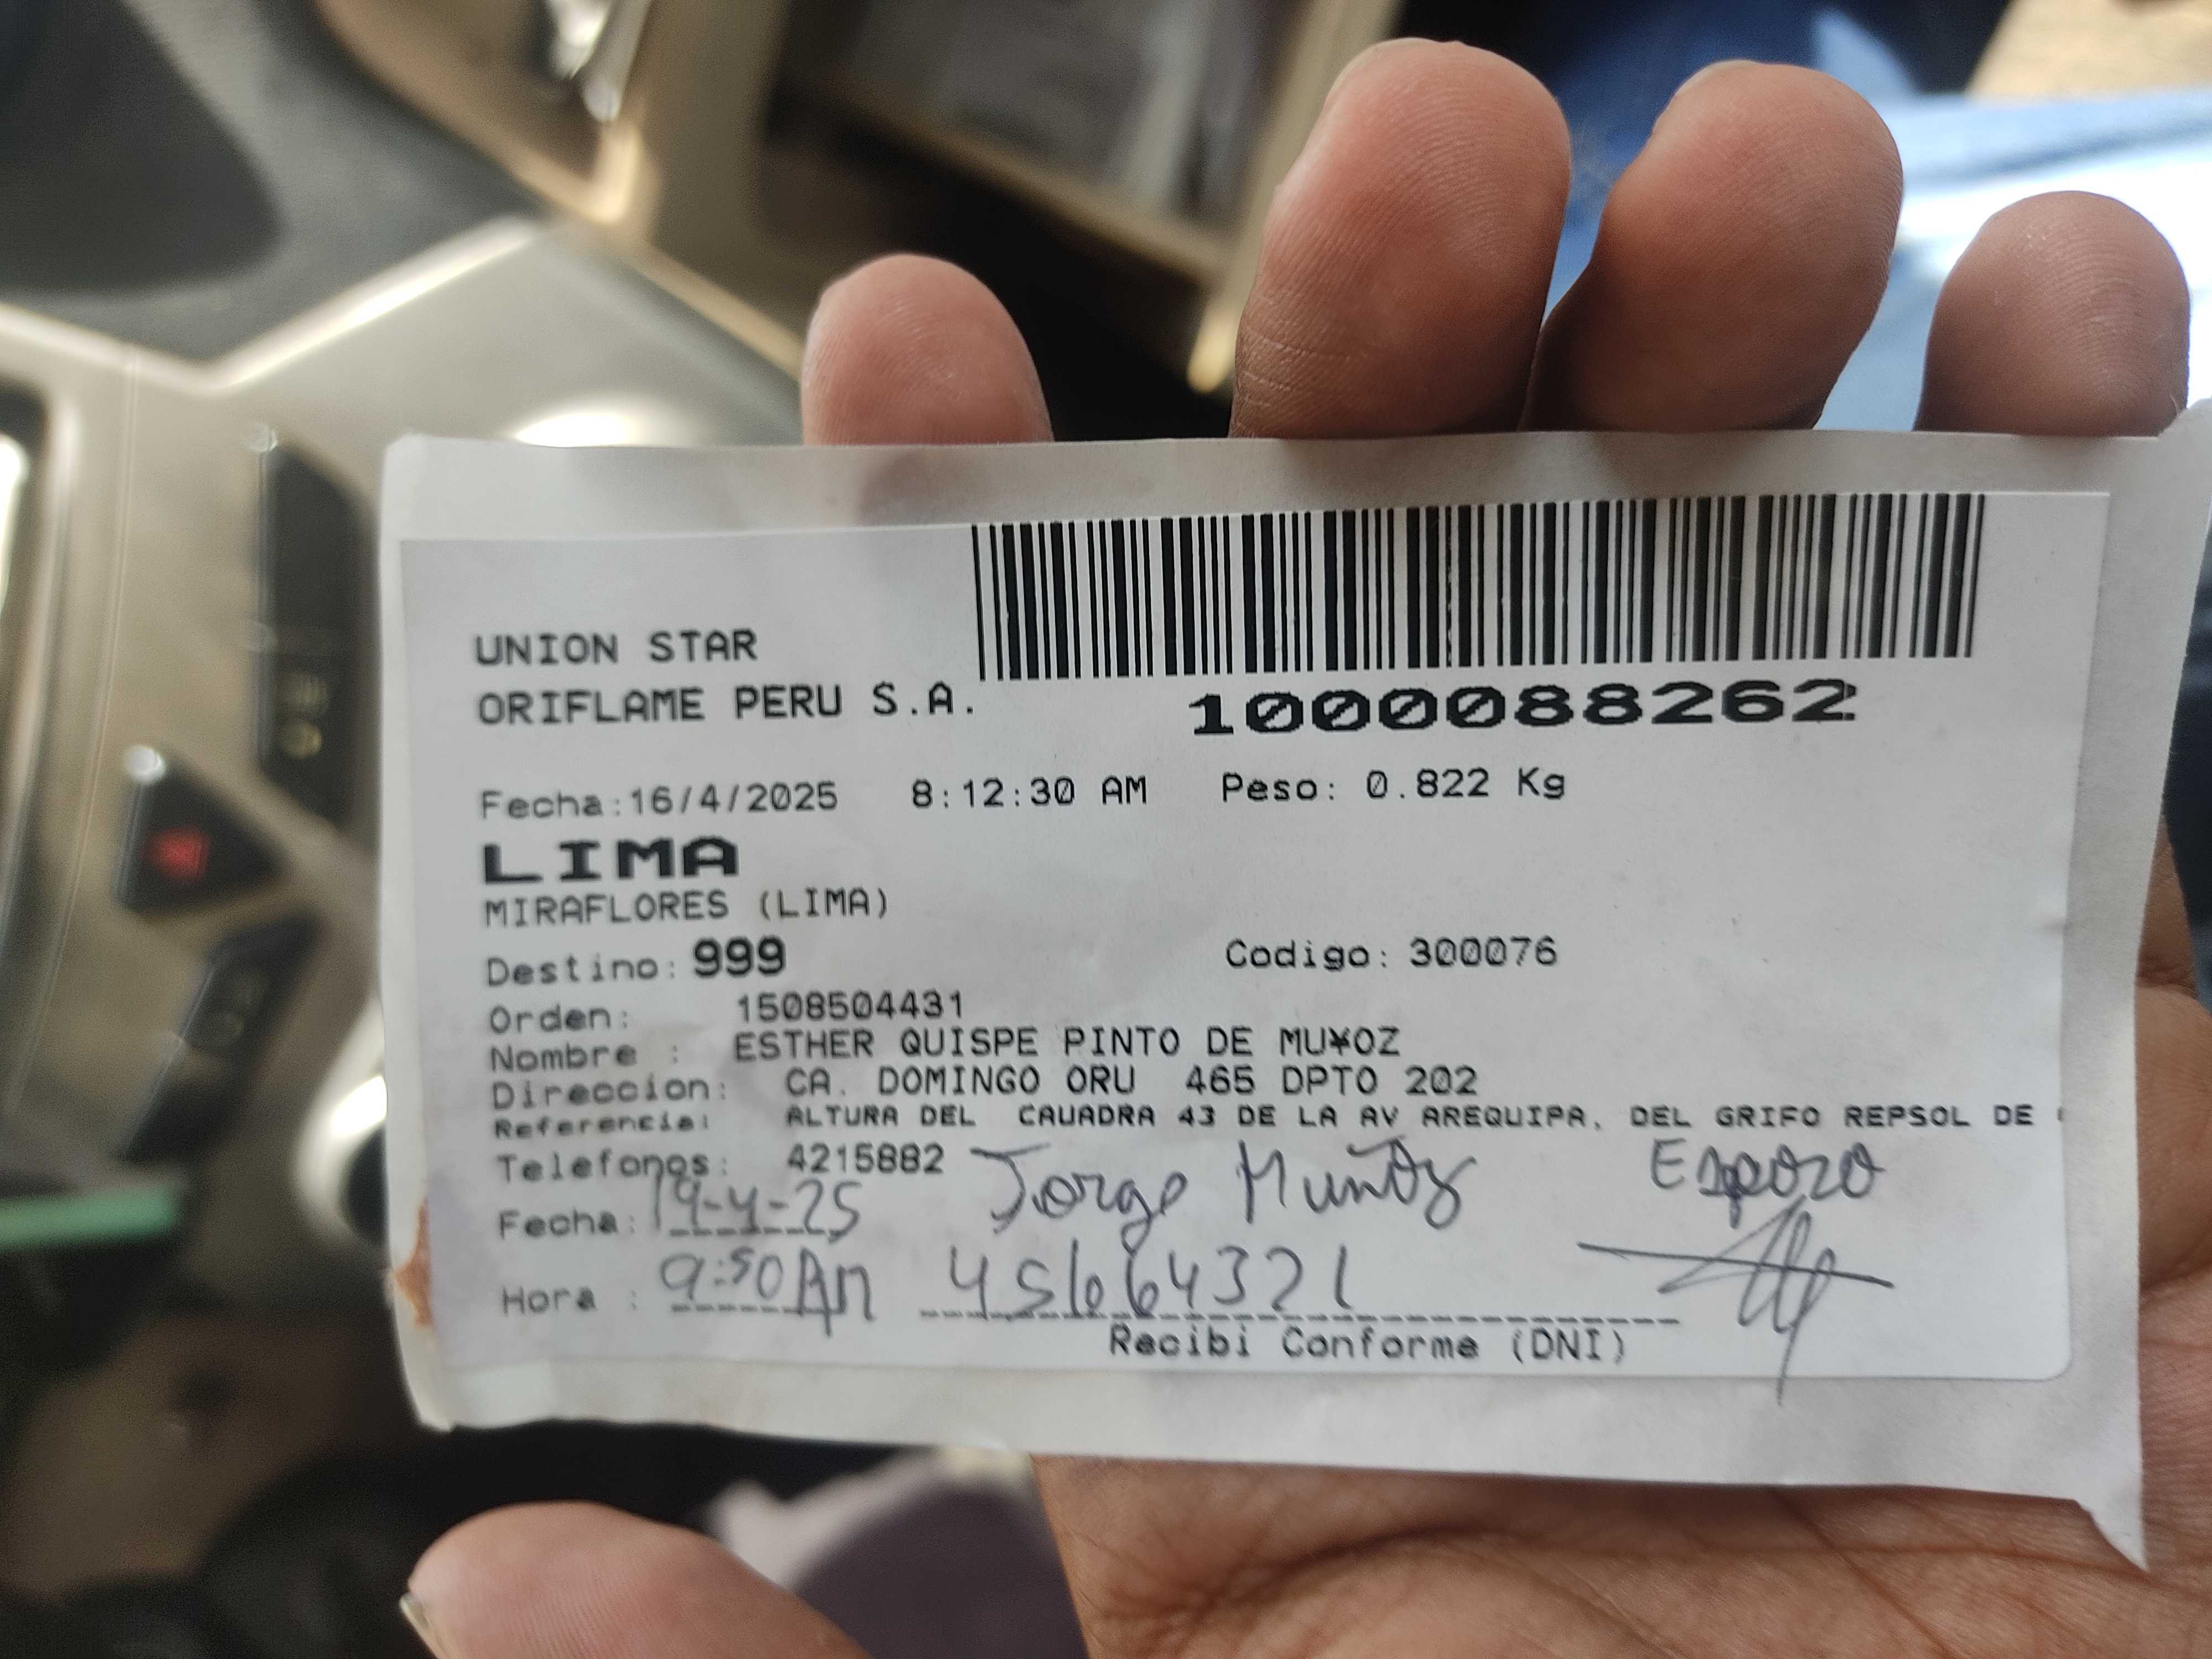 UNION STAR
ORIFLAME PERU S.A.
1000088262
Fecha:16/4/2025 8:12:30 AM Peso: 0.822 Kg
LIMA
MIRAFLORES (LIMA)
Destino: 999 Codigo: 300076
Orden: 1508504431
Nombre : ESTHER QUISPE PINTO DE MU¥OZ
Direccion: CA. DOMINGO ORU 465 DPTO 202
Referencia: ALTURA DEL CAUADRA 43 DE LA AV AREQUIPA, DEL GRIFO REPSOL DE
Telefonos: 4215882 Jorge Muñoz Esposo
Fecha: 19-4-25
Hora : 9:50 AM 45664321
Recibi Conforme (DNI)